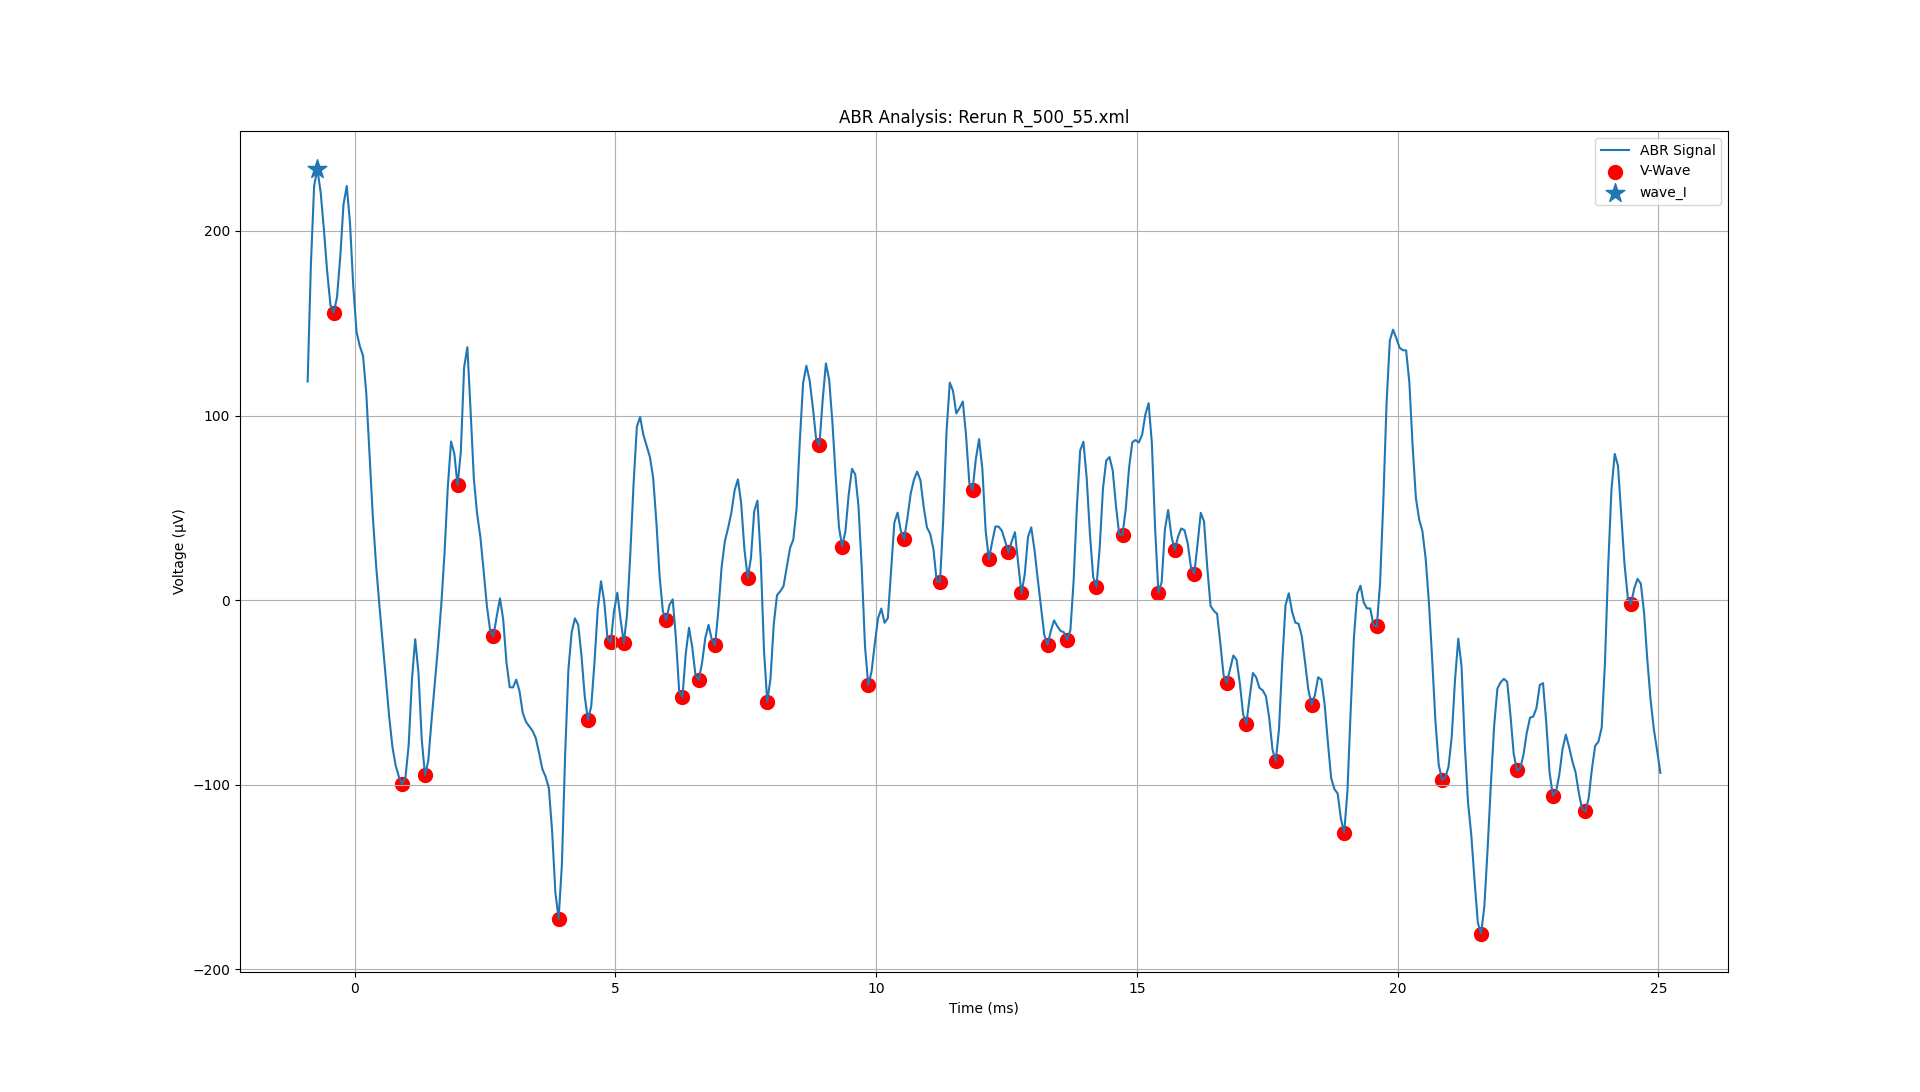 ABR Analysis: Rerun R_500_55.xml
ABR Signal
V-Wave
wave_I
Voltage (µV)
200
100
0
−100
−200
0
5
10
15
20
25
Time (ms)